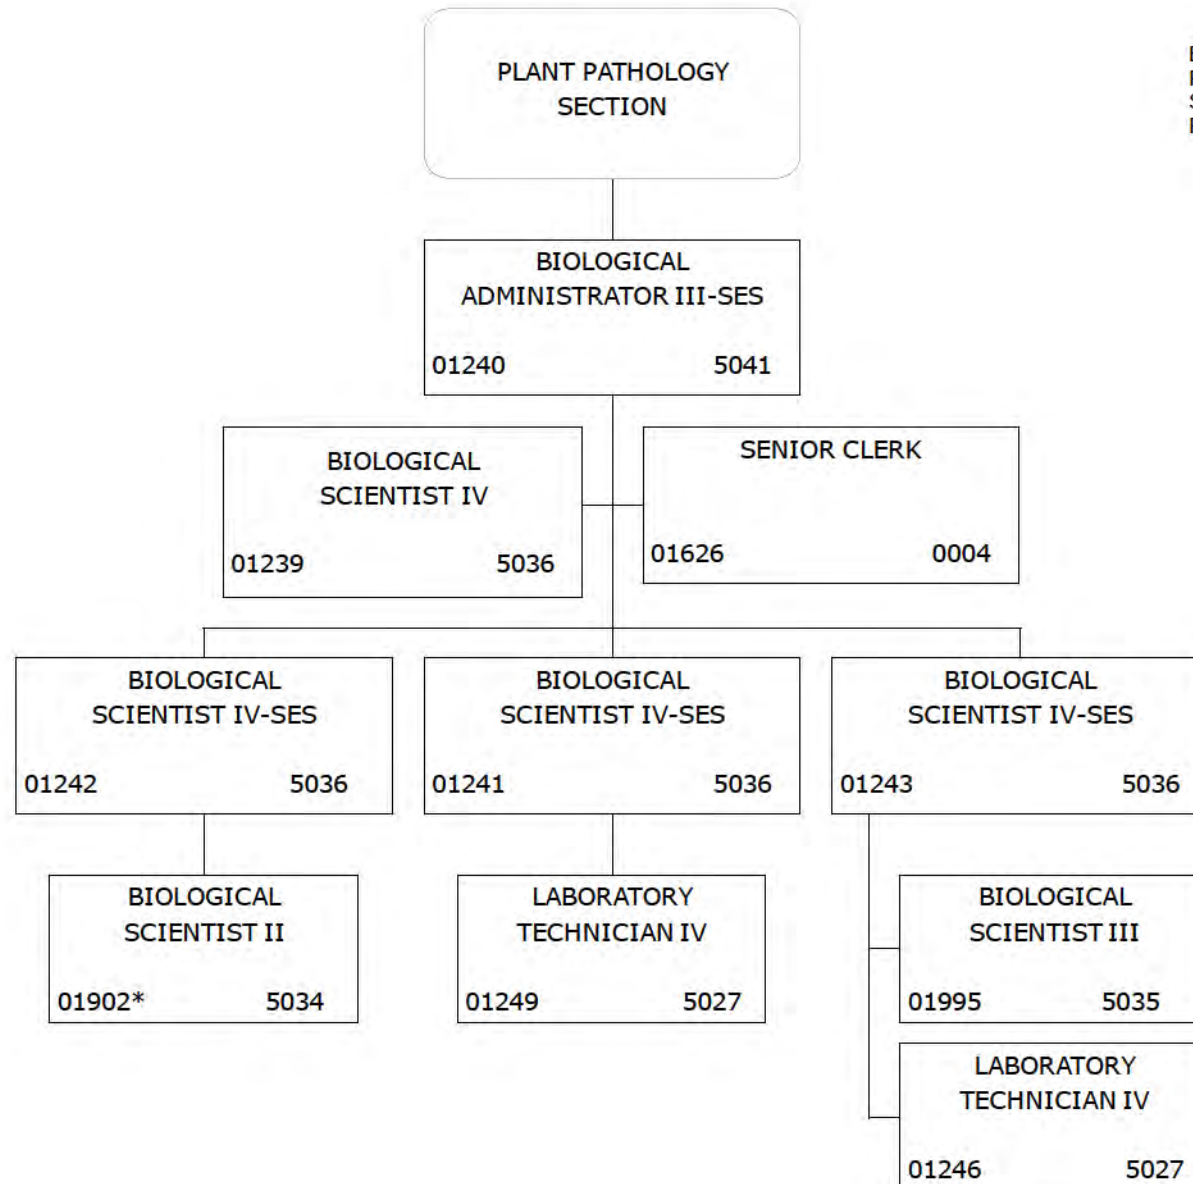 PLANT PATHOLOGY
SECTION
BIOLOGICAL
ADMINISTRATOR III-SES
01240 5041
BIOLOGICAL
SCIENTIST IV
01239 5036
SENIOR CLERK
01626 0004
BIOLOGICAL
SCIENTIST IV-SES
01242 5036
BIOLOGICAL
SCIENTIST IV-SES
01241 5036
BIOLOGICAL
SCIENTIST IV-SES
01243 5036
BIOLOGICAL
SCIENTIST II
01902* 5034
LABORATORY
TECHNICIAN IV
01249 5027
BIOLOGICAL
SCIENTIST III
01995 5035
LABORATORY
TECHNICIAN IV
01246 5027